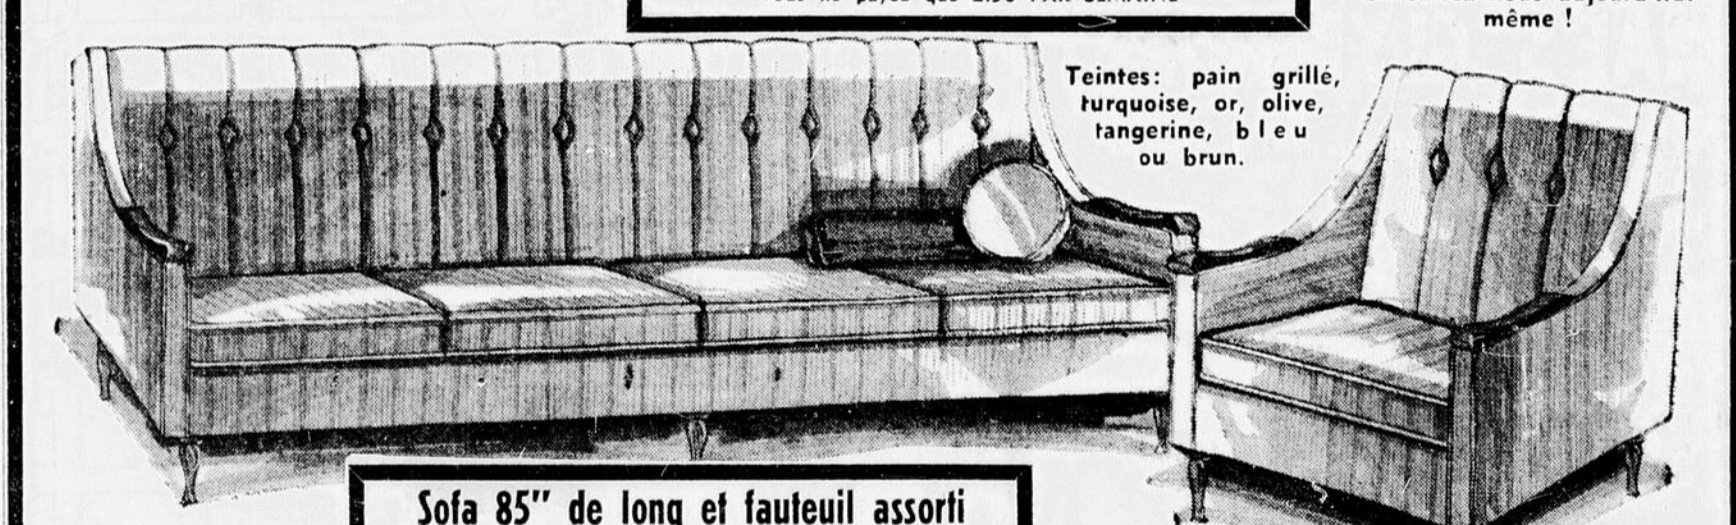 même !
Teintes: pain grillé,
turquoise, or, olive,
tangerine, bleu
ou brun.
Sofa 85" de long et fauteuil assorti